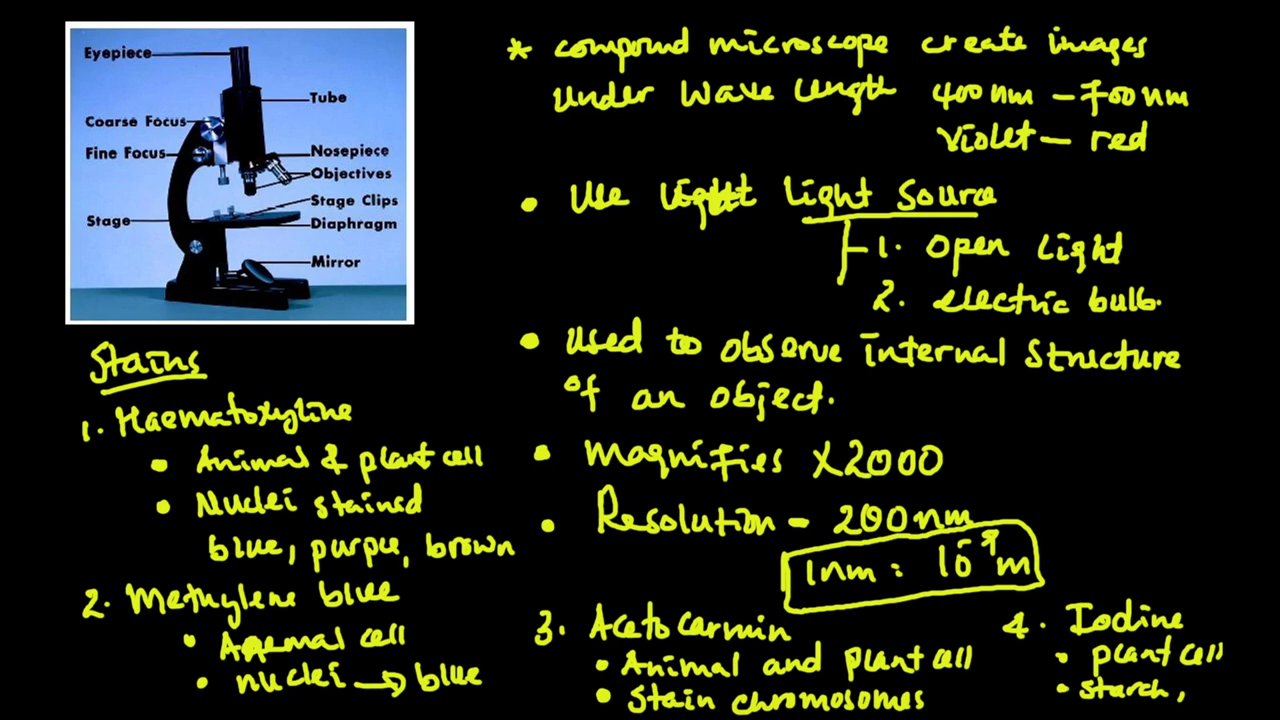 Eyepiece
Tube
Coarse Focus
Fine Focus
Nosepiece
Objectives
Stage Clips
Stage
Diaphragm
Mirror
* compound microscope create images
under wave length 400nm - 700nm
Violet - red
• Use light source
1. Open light
2. electric bulb.
• Used to observe internal structure
of an object.
• Magnifies X2000
• Resolution - 200nm
1nm = 10⁻⁹m
Stains
1. Haematoxyline
• Animal & plant cell
• Nuclei stained
blue, purple, brown
2. Methylene blue
• Anemal cell
• nuclei → blue
3. Acetocarmin
• Animal and plant cell
• Stain chromosomes
4. Iodine
• plant cell
• starch,